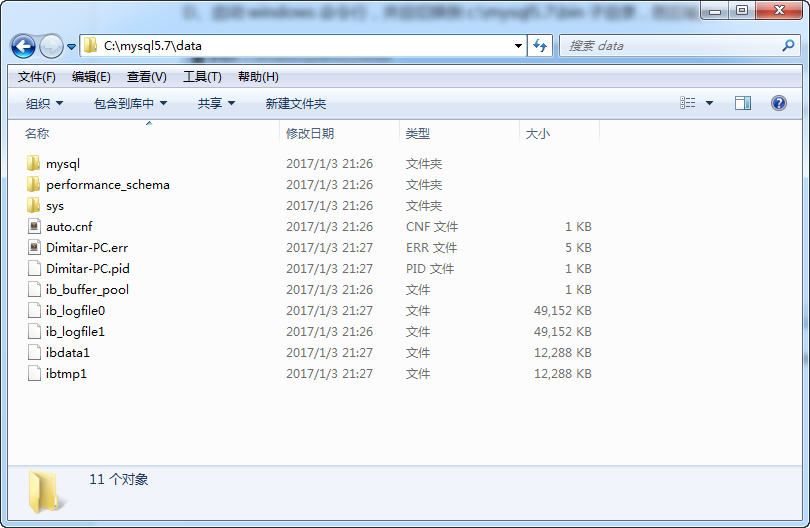 D、启动 windows 命令行，并且切换到 c:\mysql5.7\bin 子目录，
C:\mysql5.7\data
搜索 data
文件(F) 编辑(E) 查看(V) 工具(T) 帮助(H)
组织 包含到库中 共享 新建文件夹
名称 修改日期 类型 大小
mysql 2017/1/3 21:26 文件夹
performance_schema 2017/1/3 21:26 文件夹
sys 2017/1/3 21:26 文件夹
auto.cnf 2017/1/3 21:26 CNF 文件 1 KB
Dimitar-PC.err 2017/1/3 21:27 ERR 文件 5 KB
Dimitar-PC.pid 2017/1/3 21:27 PID 文件 1 KB
ib_buffer_pool 2017/1/3 21:26 文件 1 KB
ib_logfile0 2017/1/3 21:27 文件 49,152 KB
ib_logfile1 2017/1/3 21:26 文件 49,152 KB
ibdata1 2017/1/3 21:27 文件 12,288 KB
ibtmp1 2017/1/3 21:27 文件 12,288 KB
11 个对象